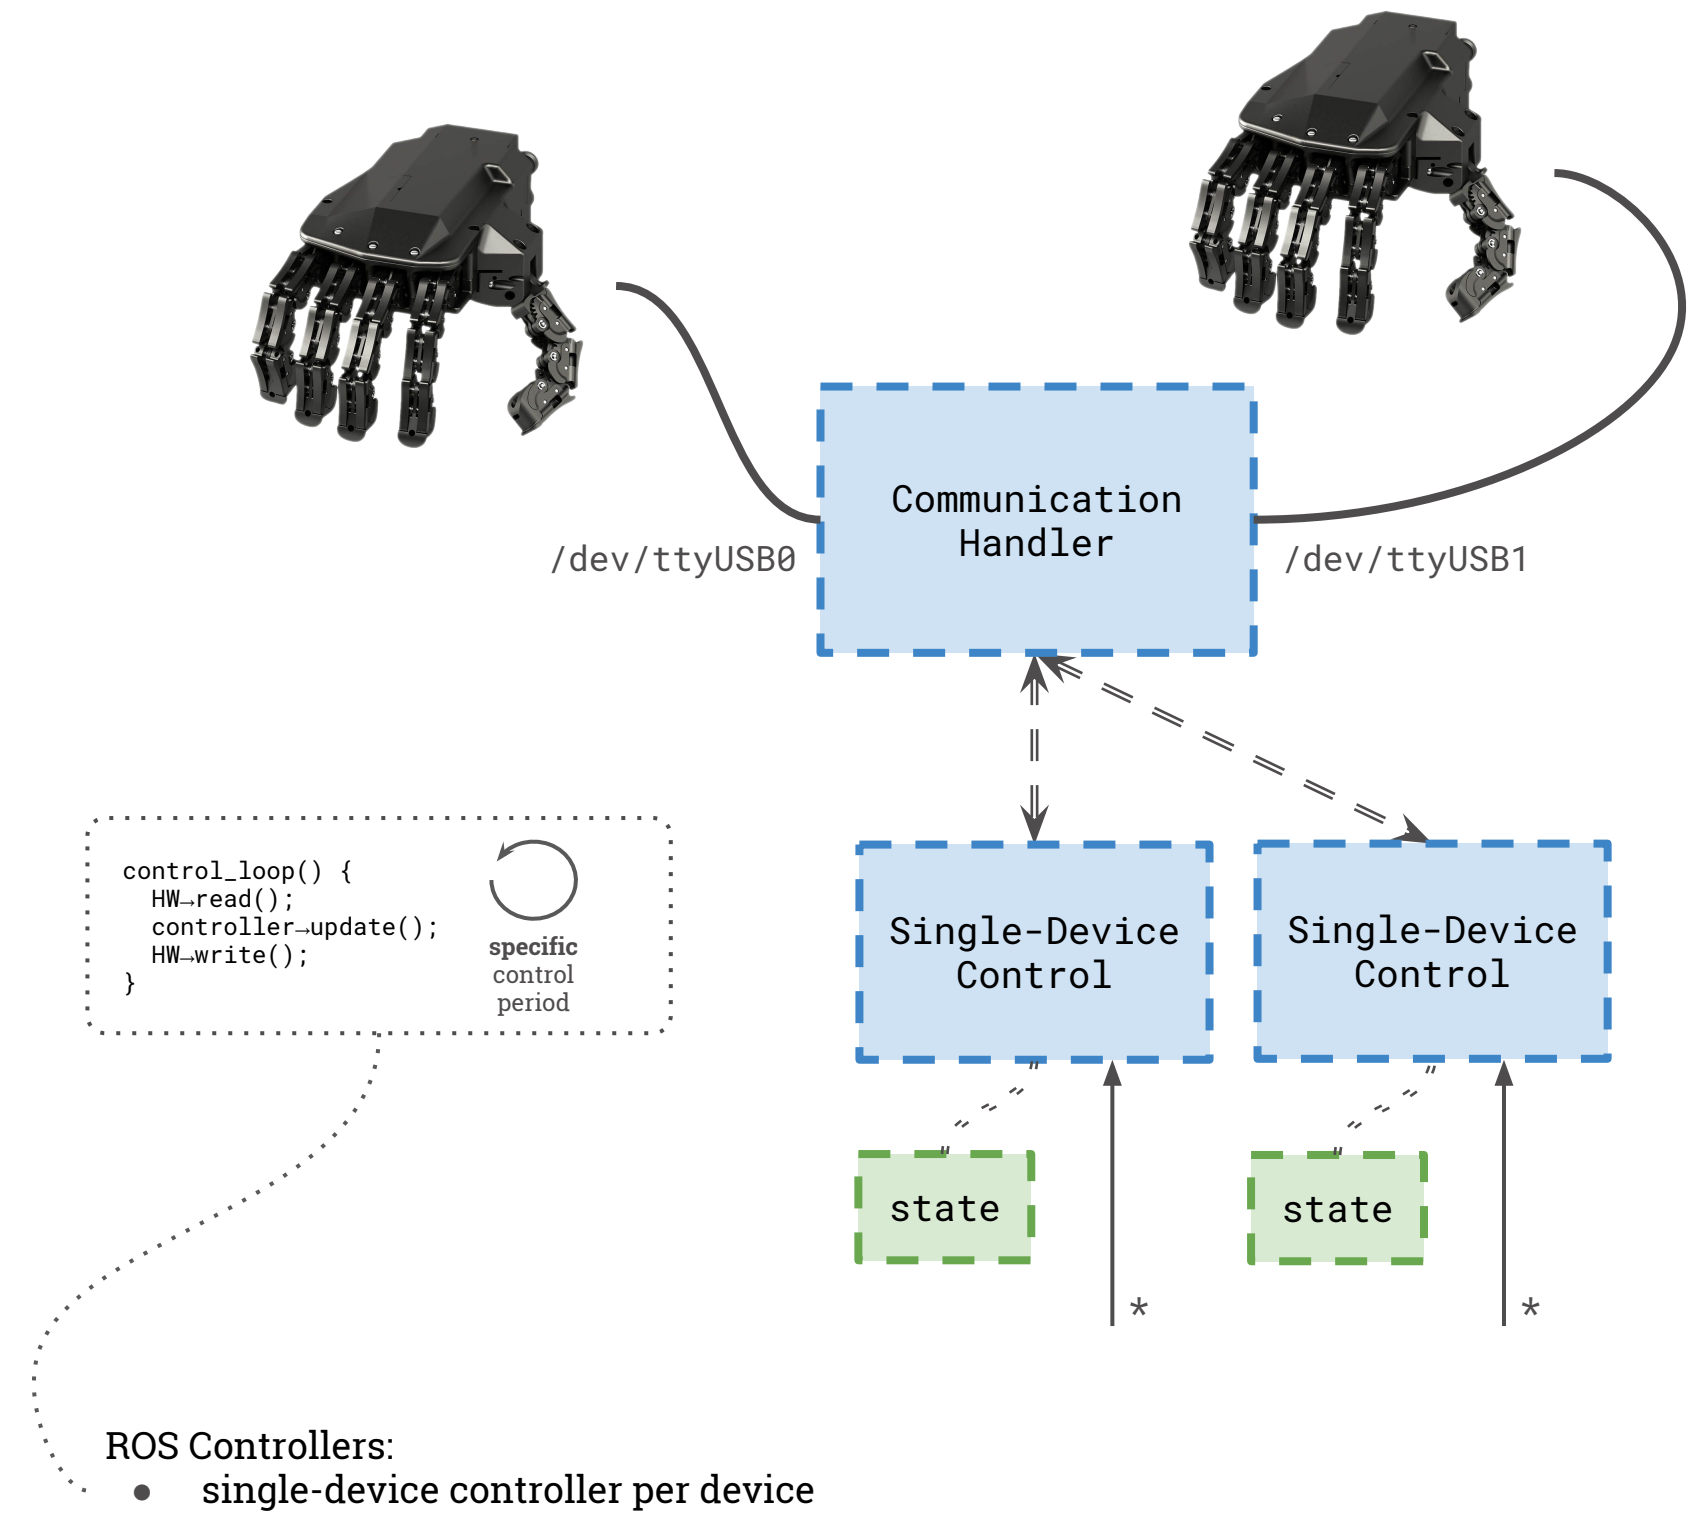 Communication
Handler
/dev/ttyUSB0
/dev/ttyUSB1
control_loop() {
HW→read();
controller→update();
HW→write();
}
specific
control
period
Single-Device
Control
Single-Device
Control
state
state
*
*
ROS Controllers:
● single-device controller per device